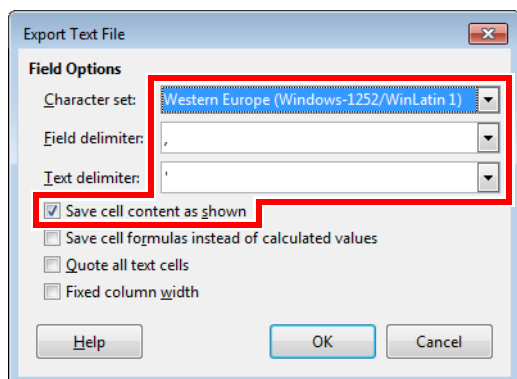 Export Text File
Field Options
Character set: Western Europe (Windows-1252/WinLatin 1)
Field delimiter: ,
Text delimiter: '
Save cell content as shown
Save cell formulas instead of calculated values
Quote all text cells
Fixed column width
Help OK Cancel